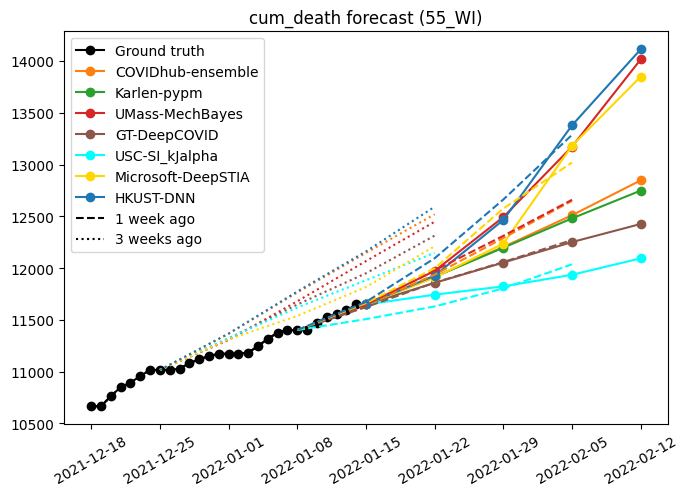 cum_death forecast (55_WI)
Ground truth
COVIDhub-ensemble
Karlen-pypm
UMass-MechBayes
GT-DeepCOVID
USC-SI_kJalpha
Microsoft-DeepSTIA
HKUST-DNN
1 week ago
3 weeks ago
14000
13500
13000
12500
12000
11500
11000
10500
2021-12-18
2021-12-25
2022-01-01
2022-01-08
2022-01-15
2022-01-22
2022-01-29
2022-02-05
2022-02-12